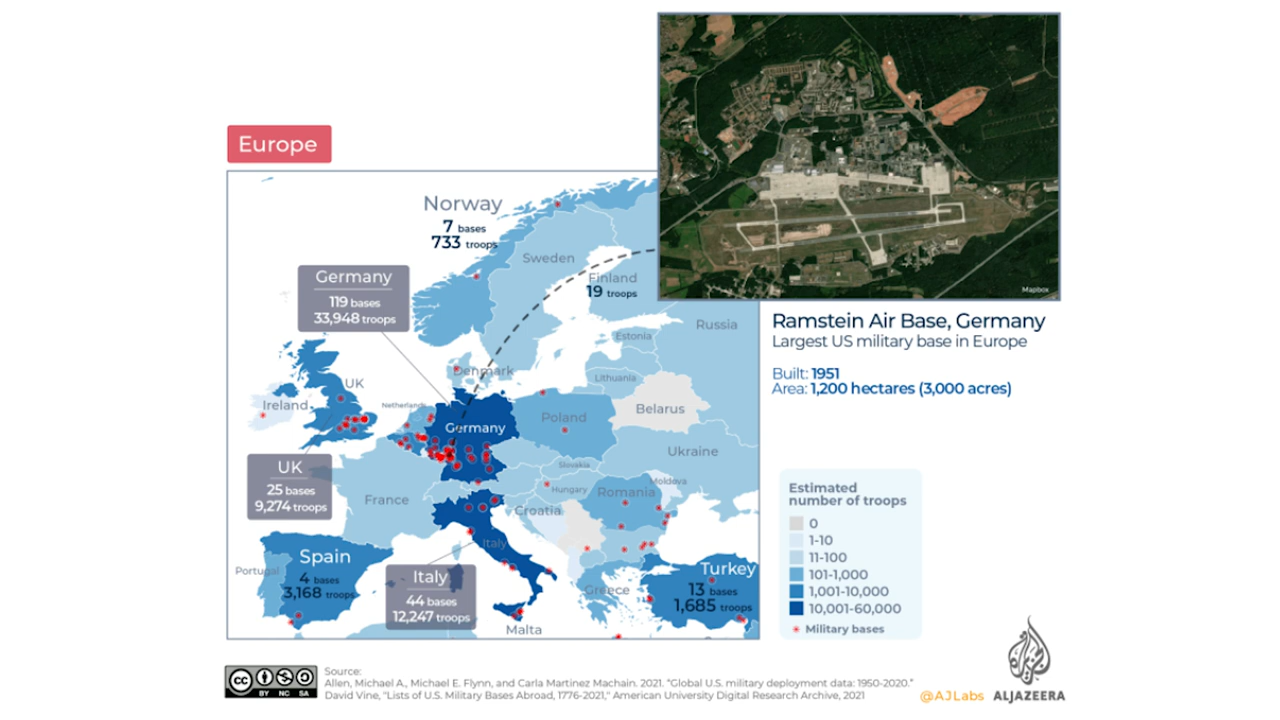 Europe
Mapbox
Norway
7 bases
733 troops
Sweden
Finland
19 troops
Germany
119 bases
33,948 troops
Russia
Estonia
Denmark
Lithuania
UK
Ireland
Netherlands
Belarus
Poland
Germany
Ukraine
UK
25 bases
9,274 troops
Slovakia
Hungary
Moldova
Romania
France
Croatia
Italy
Spain
4 bases
3,168 troops
Portugal
Italy
44 bases
12,247 troops
Greece
Turkey
13 bases
1,685 troops
Malta
Ramstein Air Base, Germany
Largest US military base in Europe
Built: 1951
Area: 1,200 hectares (3,000 acres)
Estimated
number of troops
0
1-10
11-100
101-1,000
1,001-10,000
10,001-60,000
Military bases
cc
BY NC SA
Source:
Allen, Michael A., Michael E. Flynn, and Carla Martinez Machain. 2021. "Global U.S. military deployment data: 1950-2020."
David Vine, "Lists of U.S. Military Bases Abroad, 1776-2021," American University Digital Research Archive, 2021
@AJLabs
الجزيرة
ALJAZEERA